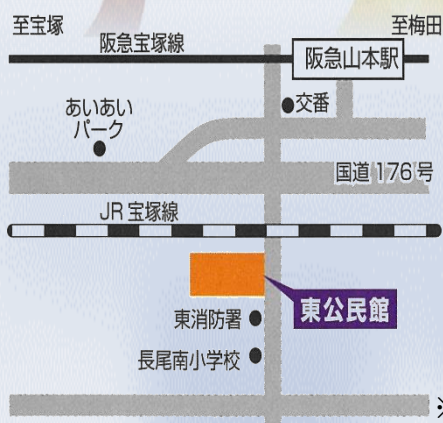 至宝塚
至梅田
阪急宝塚線
阪急山本駅
交番
あいあい
パーク
国道176号
JR宝塚線
東公民館
東消防署
長尾南小学校
※